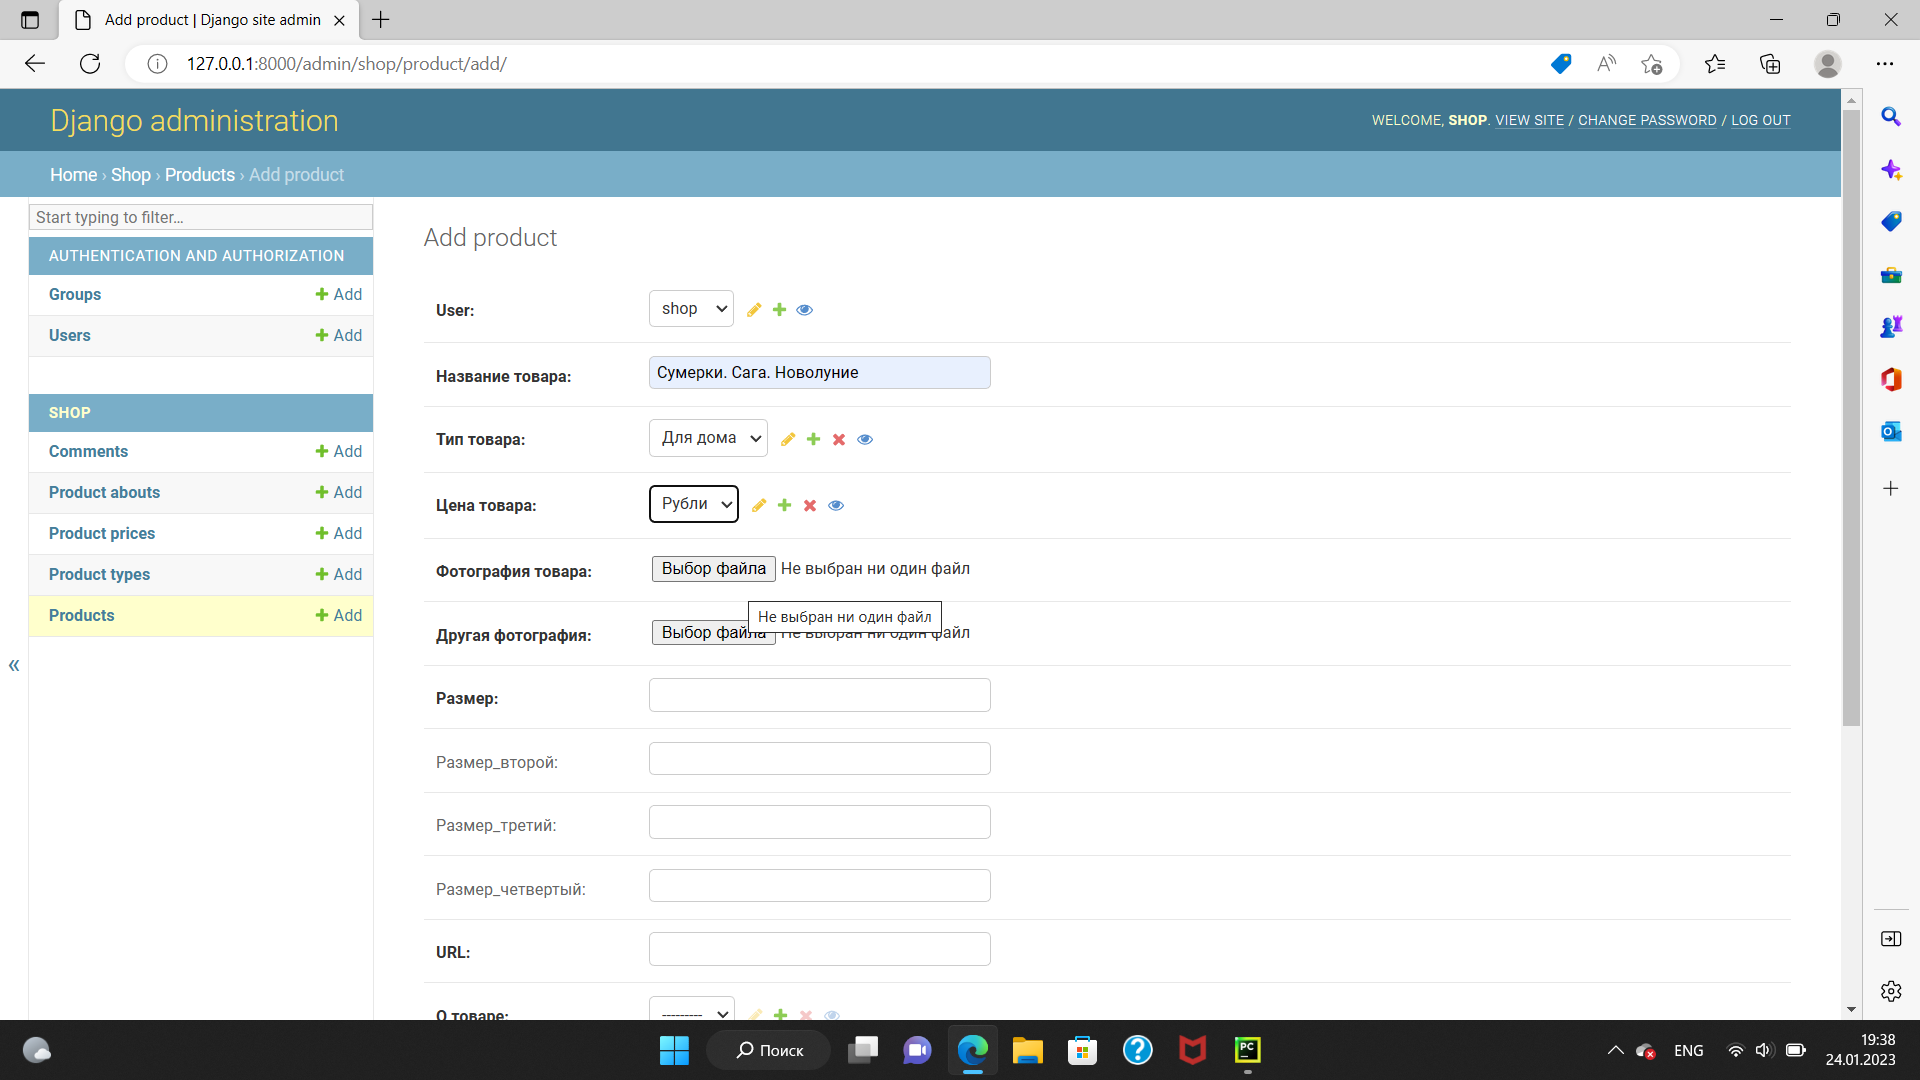 Add product | Django site admin
127.0.0.1:8000/admin/shop/product/add/
Django administration
WELCOME, SHOP. VIEW SITE / CHANGE PASSWORD / LOG OUT
Home › Shop › Products › Add product
Start typing to filter...
AUTHENTICATION AND AUTHORIZATION
Groups + Add
Users + Add
SHOP
Comments + Add
Product abouts + Add
Product prices + Add
Product types + Add
Products + Add
«
Add product
User: shop
Название товара: Сумерки. Сага. Новолуние
Тип товара: Для дома
Цена товара: Рубли
Фотография товара: Выбор файла Не выбран ни один файл
Не выбран ни один файл
Другая фотография: Выбор файла Не выбран ни один файл
Размер:
Размер_второй:
Размер_третий:
Размер_четвертый:
URL:
О товаре: ---------
Поиск
PC
ENG
19:38
24.01.2023